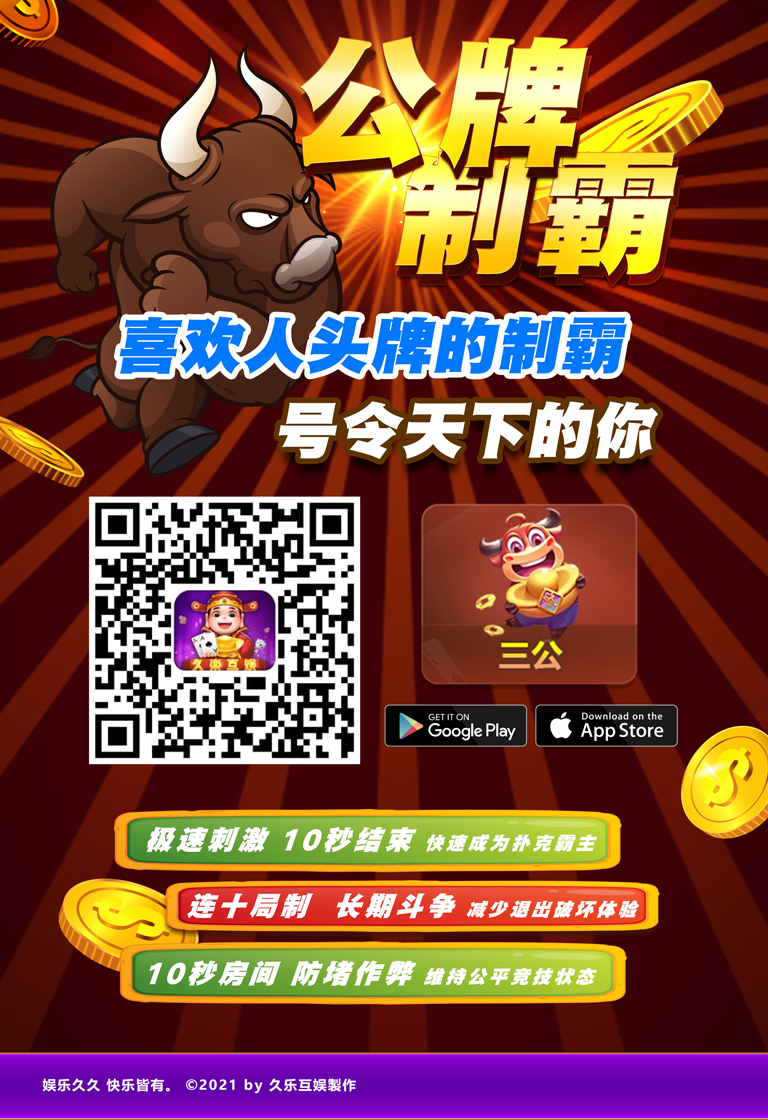 公牌
制霸
喜欢人头牌的制霸
号令天下的你
久樂互娱
三公
GET IT ON
Google Play
Download on the
App Store
极速刺激 10秒结束 快速成为扑克霸主
连十局制 长期斗争 减少退出破坏体验
10秒房间 防堵作弊 维持公平竞技状态
娱乐久久 快乐皆有。 ©2021 by 久乐互娱製作